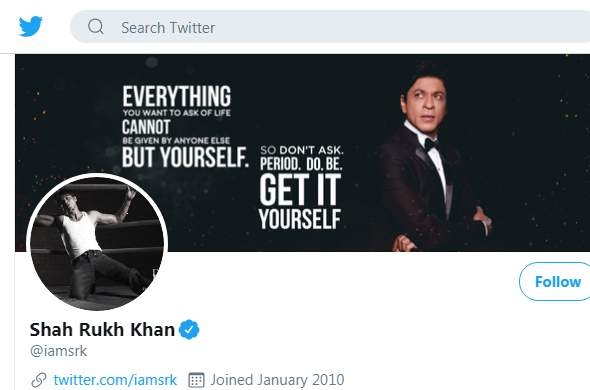 Search Twitter
EVERYTHING
YOU WANT TO ASK OF LIFE
CANNOT
BE GIVEN BY ANYONE ELSE
BUT YOURSELF.
SO DON'T ASK.
PERIOD. DO. BE.
GET IT
YOURSELF
Follow
Shah Rukh Khan
@iamsrk
twitter.com/iamsrk Joined January 2010